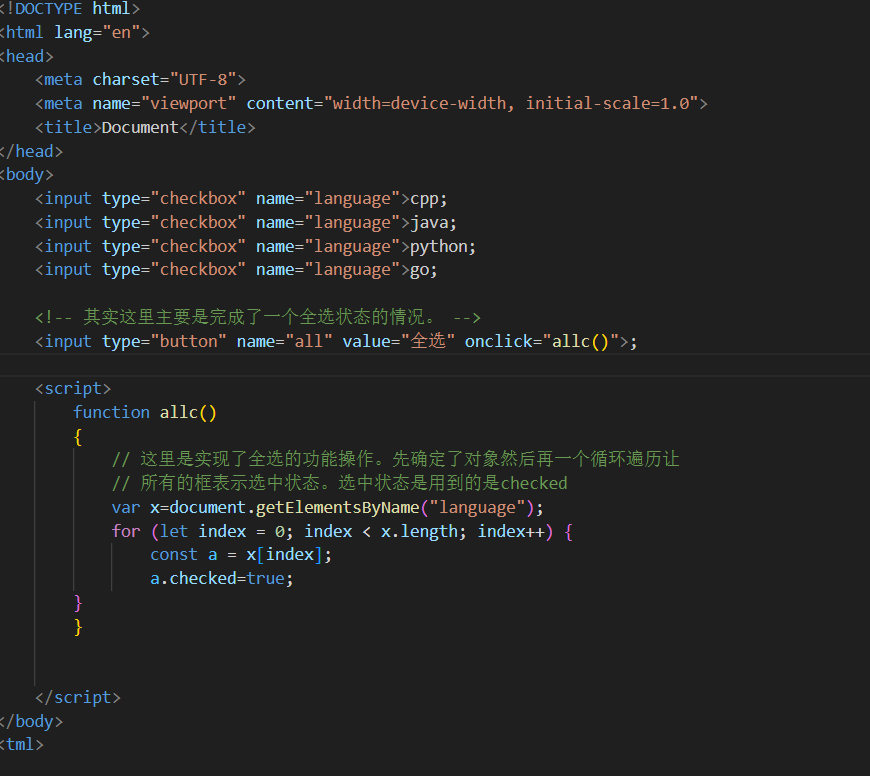 <!DOCTYPE html>
<html lang="en">
<head>
    <meta charset="UTF-8">
    <meta name="viewport" content="width=device-width, initial-scale=1.0">
    <title>Document</title>
</head>
<body>
    <input type="checkbox" name="language">cpp;
    <input type="checkbox" name="language">java;
    <input type="checkbox" name="language">python;
    <input type="checkbox" name="language">go;
    <!-- 其实这里主要是完成了一个全选状态的情况。 -->
    <input type="button" name="all" value="全选" onclick="allc()">;
    <script>
        function allc()
        {
            // 这里是实现了全选的功能操作。先确定了对象然后再一个循环遍历让
            // 所有的框表示选中状态。选中状态是用到的是checked
            var x=document.getElementsByName("language");
            for (let index = 0; index < x.length; index++) {
                const a = x[index];
                a.checked=true;
        }
        }
    </script>
</body>
<tml>